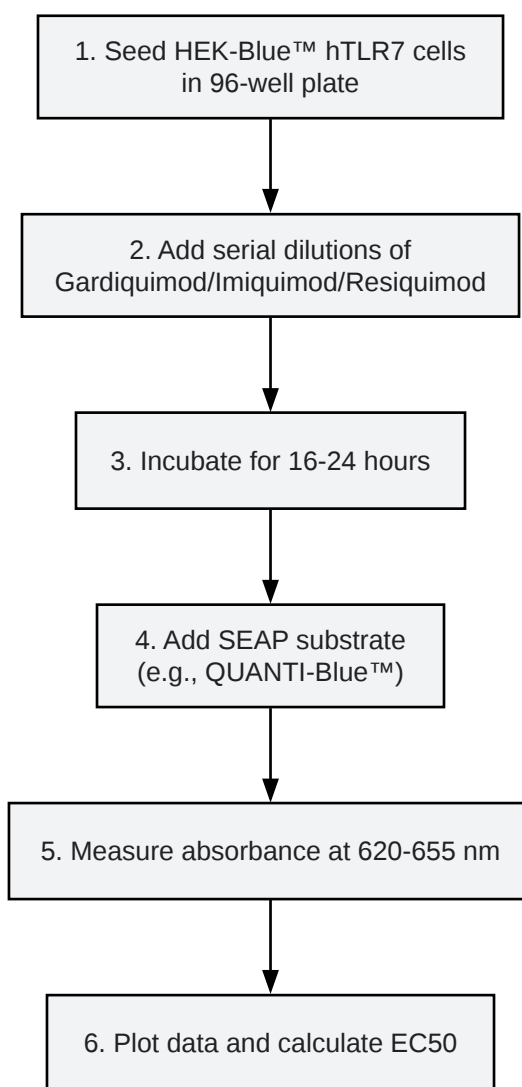 1. Seed HEK-Blue™ hTLR7 cells
in 96-well plate
2. Add serial dilutions of
Gardiquimod/Imiquimod/Resiquimod
3. Incubate for 16-24 hours
4. Add SEAP substrate
(e.g., QUANTI-Blue™)
5. Measure absorbance at 620-655 nm
6. Plot data and calculate EC50